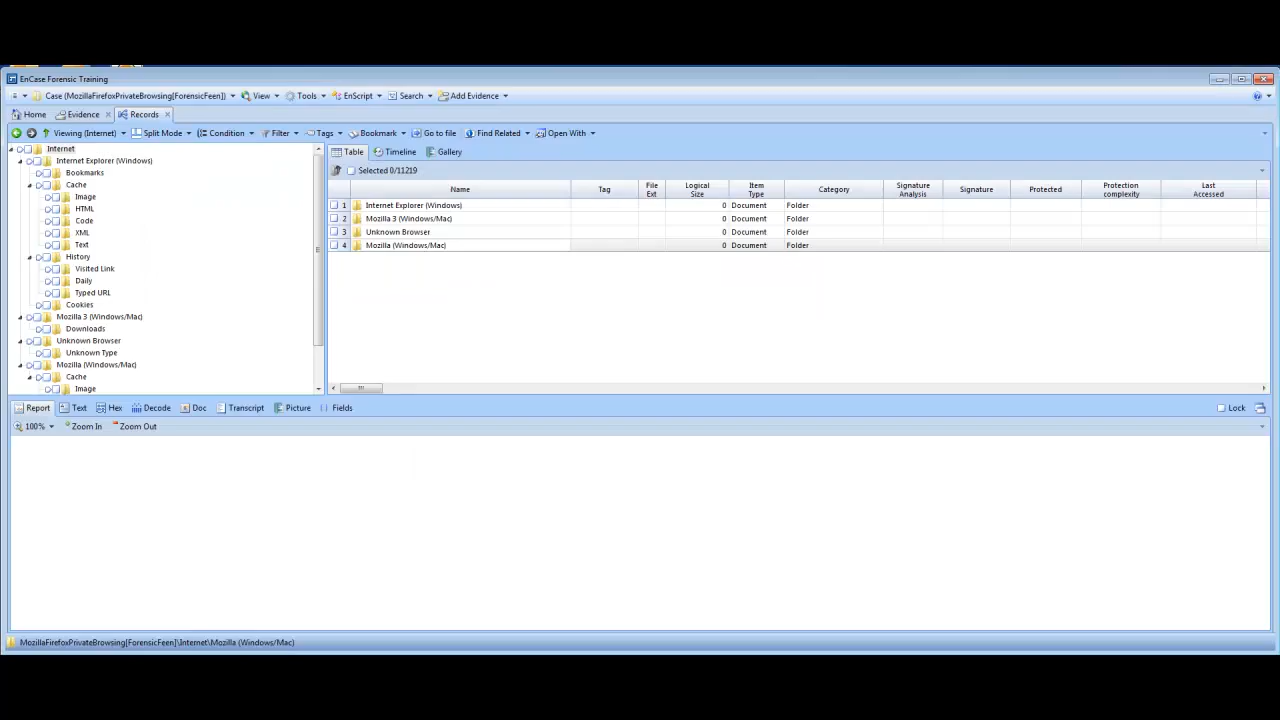 EnCase Forensic Training
Case (MozillaFirefoxPrivateBrowsing[ForensicFeen]) View Tools EnScript Search Add Evidence
Home Evidence Records
Viewing (Internet) Split Mode Condition Filter Tags Bookmark Go to file Find Related Open With
Internet
Internet Explorer (Windows)
Bookmarks
Cache
Image
HTML
Code
XML
Text
History
Visited Link
Daily
Typed URL
Cookies
Mozilla 3 (Windows/Mac)
Downloads
Unknown Browser
Unknown Type
Mozilla (Windows/Mac)
Cache
Image
Table Timeline Gallery
Selected 0/11219
Name Tag File Ext Logical Size Item Type Category Signature Analysis Signature Protected Protection complexity Last Accessed
1 Internet Explorer (Windows) 0 Document Folder
2 Mozilla 3 (Windows/Mac) 0 Document Folder
3 Unknown Browser 0 Document Folder
4 Mozilla (Windows/Mac) 0 Document Folder
Report Text Hex Decode Doc Transcript Picture Fields Lock
100% Zoom In Zoom Out
MozillaFirefoxPrivateBrowsing[ForensicFeen]\Internet\Mozilla (Windows/Mac)